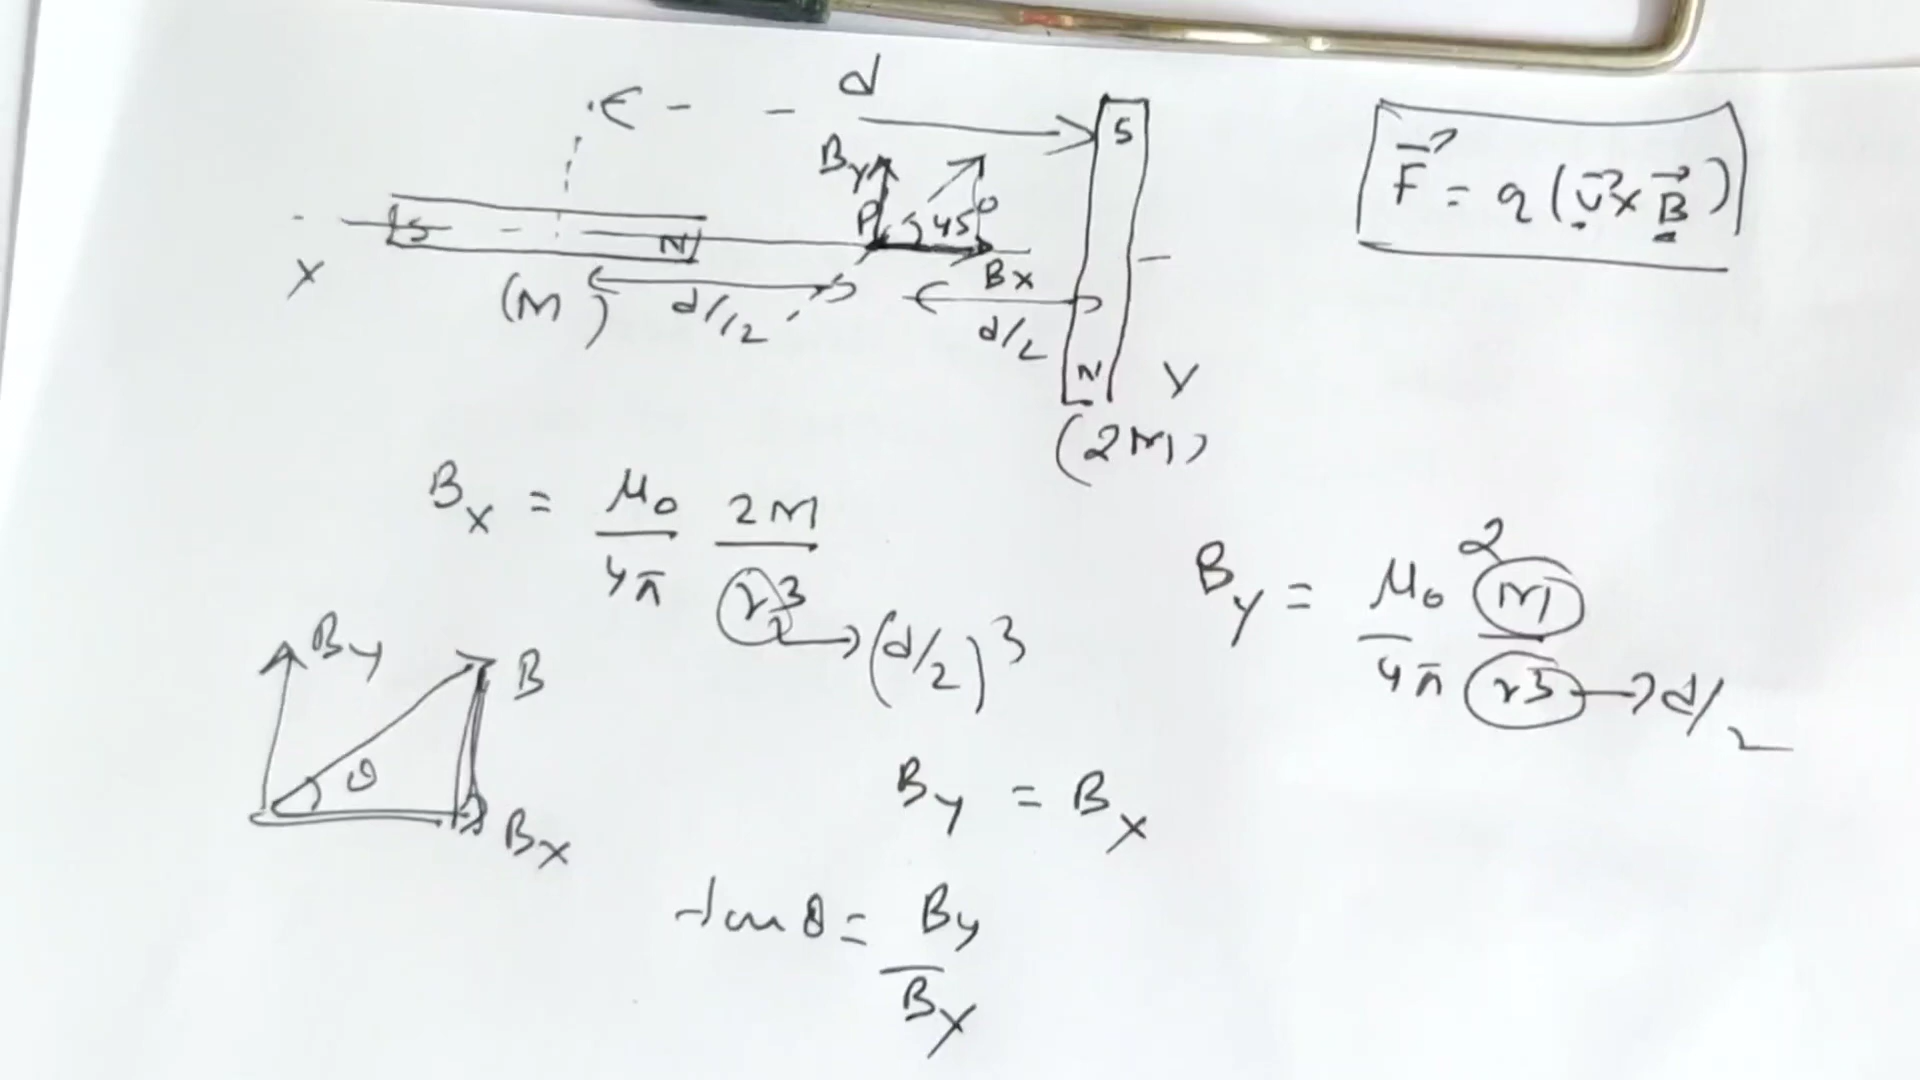 d
S
By
P
45°
S
N
Bx
X
(M)
d/2
d/2
N
Y
(2M)
F⃗ = q (v⃗ x B⃗)
Bx = μ₀/4π 2M/r³ → (d/2)³
By = μ₀/4π 2M/r³ → d/2
By
B
θ
Bx
By = Bx
tan θ = By/Bx